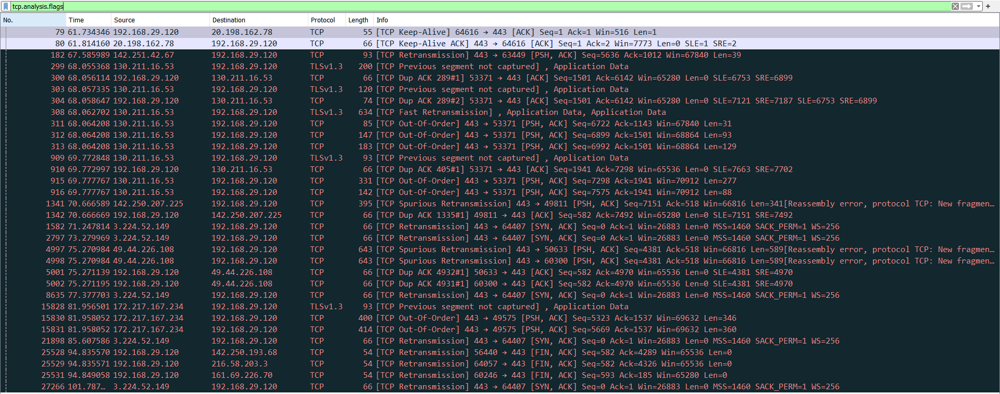 tcp.analysis.flags
No. Time Source Destination Protocol Length Info
79 61.734346 192.168.29.120 20.198.162.78 TCP 55 [TCP Keep-Alive] 64616 → 443 [ACK] Seq=1 Ack=1 Win=516 Len=1
80 61.814160 20.198.162.78 192.168.29.120 TCP 66 [TCP Keep-Alive ACK] 443 → 64616 [ACK] Seq=1 Ack=2 Win=7773 Len=0 SLE=1 SRE=2
182 67.585989 142.251.42.67 192.168.29.120 TCP 93 [TCP Retransmission] 443 → 63449 [PSH, ACK] Seq=5636 Ack=1012 Win=67840 Len=39
299 68.055368 130.211.16.53 192.168.29.120 TLSv1.3 200 [TCP Previous segment not captured] , Application Data
300 68.056114 192.168.29.120 130.211.16.53 TCP 66 [TCP Dup ACK 289#1] 53371 → 443 [ACK] Seq=1501 Ack=6142 Win=65280 Len=0 SLE=6753 SRE=6899
303 68.057335 130.211.16.53 192.168.29.120 TLSv1.3 120 [TCP Previous segment not captured] , Application Data
304 68.058647 192.168.29.120 130.211.16.53 TCP 74 [TCP Dup ACK 289#2] 53371 → 443 [ACK] Seq=1501 Ack=6142 Win=65280 Len=0 SLE=7121 SRE=7187 SLE=6753 SRE=6899
308 68.062702 130.211.16.53 192.168.29.120 TLSv1.3 634 [TCP Fast Retransmission] , Application Data, Application Data
311 68.064208 130.211.16.53 192.168.29.120 TCP 85 [TCP Out-Of-Order] 443 → 53371 [PSH, ACK] Seq=6722 Ack=1143 Win=67840 Len=31
312 68.064208 130.211.16.53 192.168.29.120 TCP 147 [TCP Out-Of-Order] 443 → 53371 [PSH, ACK] Seq=6899 Ack=1501 Win=68864 Len=93
313 68.064208 130.211.16.53 192.168.29.120 TCP 183 [TCP Out-Of-Order] 443 → 53371 [PSH, ACK] Seq=6992 Ack=1501 Win=68864 Len=129
909 69.772848 130.211.16.53 192.168.29.120 TLSv1.3 93 [TCP Previous segment not captured] , Application Data
910 69.772997 192.168.29.120 130.211.16.53 TCP 66 [TCP Dup ACK 405#1] 53371 → 443 [ACK] Seq=1941 Ack=7298 Win=65536 Len=0 SLE=7663 SRE=7702
915 69.777767 130.211.16.53 192.168.29.120 TCP 331 [TCP Out-Of-Order] 443 → 53371 [PSH, ACK] Seq=7298 Ack=1941 Win=70912 Len=277
916 69.777767 130.211.16.53 192.168.29.120 TCP 142 [TCP Out-Of-Order] 443 → 53371 [PSH, ACK] Seq=7575 Ack=1941 Win=70912 Len=88
1341 70.666589 142.250.207.225 192.168.29.120 TCP 395 [TCP Spurious Retransmission] 443 → 49811 [PSH, ACK] Seq=7151 Ack=518 Win=66816 Len=341[Reassembly error, protocol TCP: New fragmen…
1342 70.666669 192.168.29.120 142.250.207.225 TCP 66 [TCP Dup ACK 1335#1] 49811 → 443 [ACK] Seq=582 Ack=7492 Win=65280 Len=0 SLE=7151 SRE=7492
1582 71.247814 3.224.52.149 192.168.29.120 TCP 66 [TCP Retransmission] 443 → 64407 [SYN, ACK] Seq=0 Ack=1 Win=26883 Len=0 MSS=1460 SACK_PERM=1 WS=256
2797 73.279969 3.224.52.149 192.168.29.120 TCP 66 [TCP Retransmission] 443 → 64407 [SYN, ACK] Seq=0 Ack=1 Win=26883 Len=0 MSS=1460 SACK_PERM=1 WS=256
4997 75.270984 49.44.226.108 192.168.29.120 TCP 643 [TCP Spurious Retransmission] 443 → 50633 [PSH, ACK] Seq=4381 Ack=518 Win=66816 Len=589[Reassembly error, protocol TCP: New fragmen…
4998 75.270984 49.44.226.108 192.168.29.120 TCP 643 [TCP Spurious Retransmission] 443 → 60300 [PSH, ACK] Seq=4381 Ack=518 Win=66816 Len=589[Reassembly error, protocol TCP: New fragmen…
5001 75.271139 192.168.29.120 49.44.226.108 TCP 66 [TCP Dup ACK 4932#1] 50633 → 443 [ACK] Seq=582 Ack=4970 Win=65536 Len=0 SLE=4381 SRE=4970
5002 75.271195 192.168.29.120 49.44.226.108 TCP 66 [TCP Dup ACK 4931#1] 60300 → 443 [ACK] Seq=582 Ack=4970 Win=65536 Len=0 SLE=4381 SRE=4970
8635 77.377703 3.224.52.149 192.168.29.120 TCP 66 [TCP Retransmission] 443 → 64407 [SYN, ACK] Seq=0 Ack=1 Win=26883 Len=0 MSS=1460 SACK_PERM=1 WS=256
15828 81.956501 172.217.167.234 192.168.29.120 TLSv1.3 93 [TCP Previous segment not captured] , Application Data
15830 81.958052 172.217.167.234 192.168.29.120 TCP 400 [TCP Out-Of-Order] 443 → 49575 [PSH, ACK] Seq=5323 Ack=1537 Win=69632 Len=346
15831 81.958052 172.217.167.234 192.168.29.120 TCP 414 [TCP Out-Of-Order] 443 → 49575 [PSH, ACK] Seq=5669 Ack=1537 Win=69632 Len=360
21898 85.607586 3.224.52.149 192.168.29.120 TCP 66 [TCP Retransmission] 443 → 64407 [SYN, ACK] Seq=0 Ack=1 Win=26883 Len=0 MSS=1460 SACK_PERM=1 WS=256
25528 94.835570 192.168.29.120 142.250.193.68 TCP 54 [TCP Retransmission] 56440 → 443 [FIN, ACK] Seq=582 Ack=4289 Win=65536 Len=0
25529 94.835571 192.168.29.120 216.58.203.3 TCP 54 [TCP Retransmission] 64057 → 443 [FIN, ACK] Seq=582 Ack=4326 Win=65536 Len=0
25531 94.849058 192.168.29.120 161.69.226.70 TCP 54 [TCP Retransmission] 60246 → 443 [FIN, ACK] Seq=593 Ack=185 Win=65280 Len=0
27266 101.787… 3.224.52.149 192.168.29.120 TCP 66 [TCP Retransmission] 443 → 64407 [SYN, ACK] Seq=0 Ack=1 Win=26883 Len=0 MSS=1460 SACK_PERM=1 WS=256